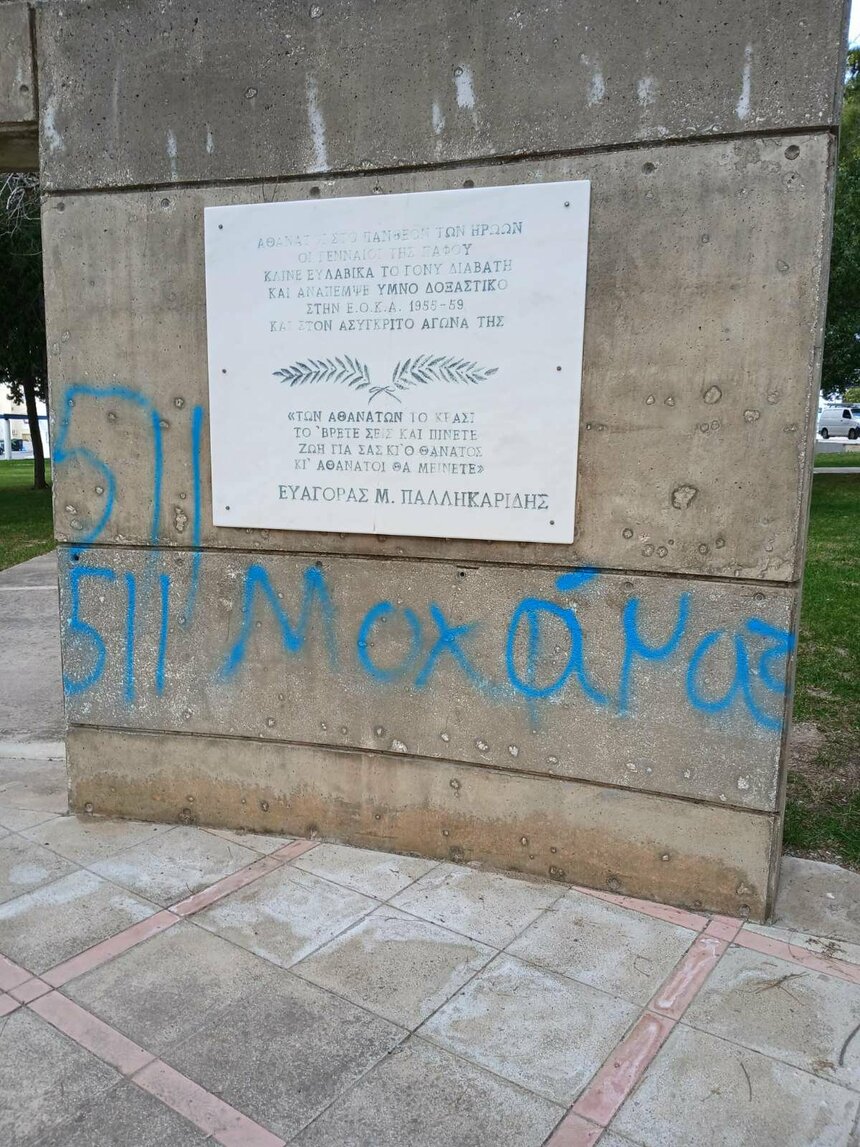 ΑΘΑΝΑΤΟΙ ΣΤΟ ΠΑΝΘΕΟΝ ΤΩΝ ΗΡΩΩΝ
ΟΙ ΓΕΝΝΑΙΟΙ ΤΗΣ ΠΑΦΟΥ
ΚΛΙΝΕ ΕΥΛΑΒΙΚΑ ΤΟ ΓΟΝΥ ΔΙΑΒΑΤΗ
ΚΑΙ ΑΝΑΠΕΜΨΕ ΥΜΝΟ ΔΟΞΑΣΤΙΚΟ
ΣΤΗΝ Ε.Ο.Κ.Α. 1955-59
ΚΑΙ ΣΤΟΝ ΑΣΥΓΚΡΙΤΟ ΑΓΩΝΑ ΤΗΣ
«ΤΩΝ ΑΘΑΝΑΤΩΝ ΤΟ ΚΡΑΣΙ
ΤΟ 'ΒΡΕΤΕ ΣΕΙΣ ΚΑΙ ΠΙΝΕΤΕ
ΖΩΗ ΓΙΑ ΣΑΣ ΚΙ'Ο ΘΑΝΑΤΟΣ
ΚΙ' ΑΘΑΝΑΤΟΙ ΘΑ ΜΕΙΝΕΤΕ»
ΕΥΑΓΟΡΑΣ Μ. ΠΑΛΛΗΚΑΡΙΔΗΣ
511
511 Μοχάμας